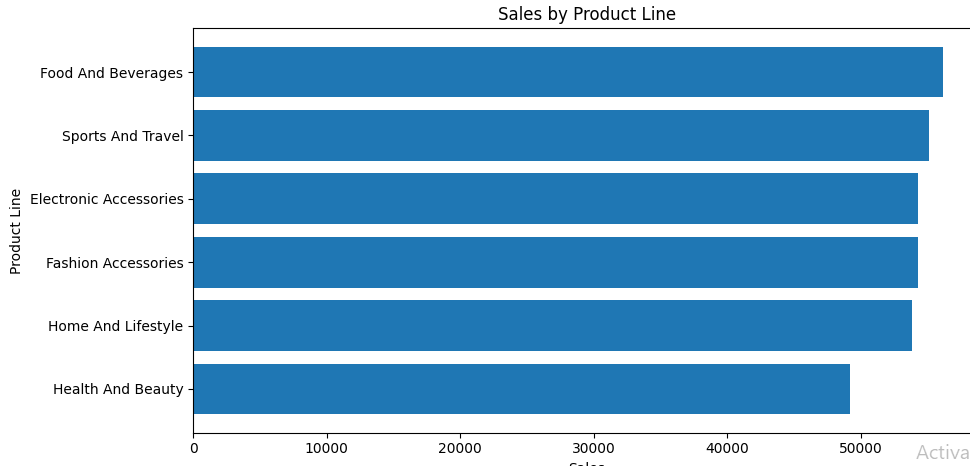 Sales by Product Line
Food And Beverages
Sports And Travel
Electronic Accessories
Fashion Accessories
Home And Lifestyle
Health And Beauty
Product Line
0 10000 20000 30000 40000 50000
Sales
Activa